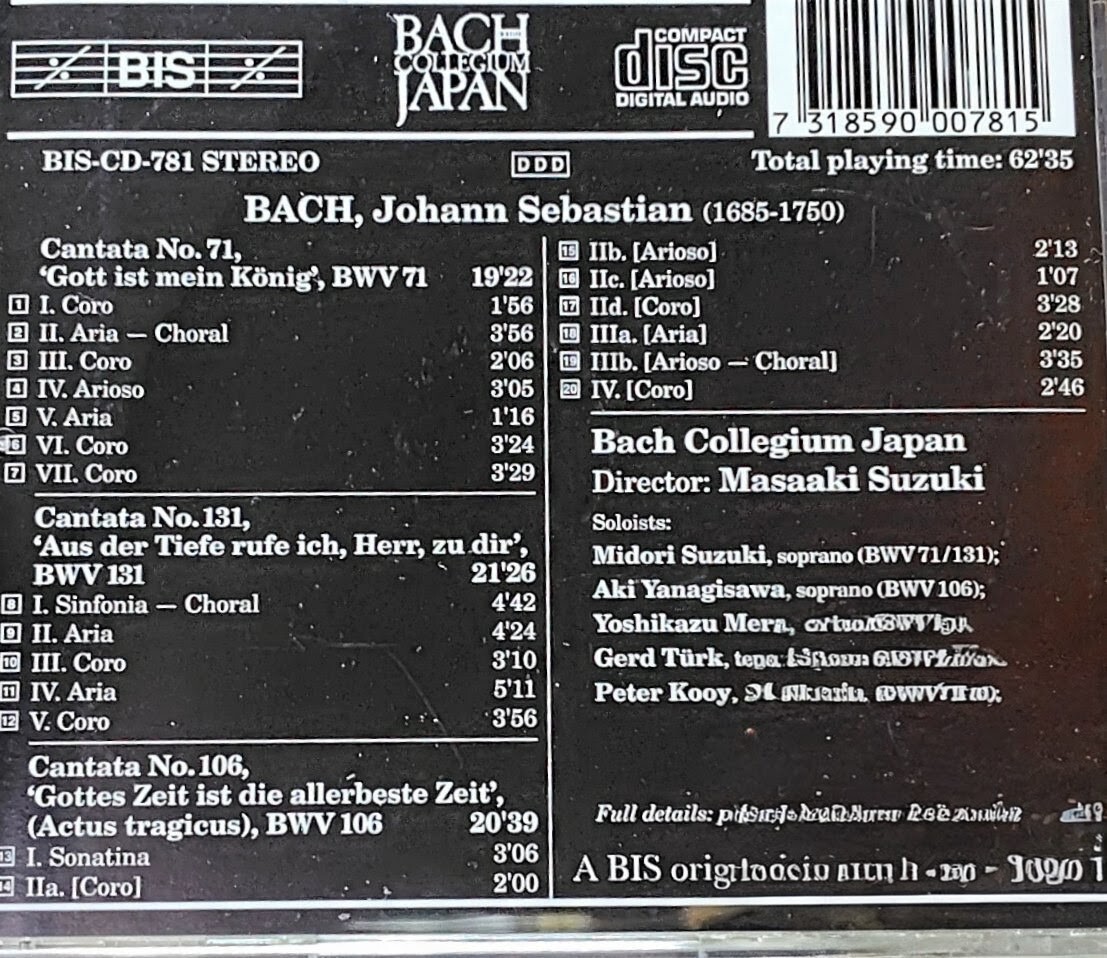 BIS
BACH
COLLEGIUM
JAPAN
COMPACT
disc
DIGITAL AUDIO
7 318590 007815
BIS-CD-781 STEREO
DDD
Total playing time: 62'35
BACH, Johann Sebastian (1685-1750)
Cantata No. 71,
‘Gott ist mein König’, BWV 71 19'22
1 I. Coro 1'56
2 II. Aria — Choral 3'56
3 III. Coro 2'06
4 IV. Arioso 3'05
5 V. Aria 1'16
6 VI. Coro 3'24
7 VII. Coro 3'29
Cantata No. 131,
‘Aus der Tiefe rufe ich, Herr, zu dir’,
BWV 131 21'26
8 I. Sinfonia — Choral 4'42
9 II. Aria 4'24
10 III. Coro 3'10
11 IV. Aria 5'11
12 V. Coro 3'56
Cantata No. 106,
‘Gottes Zeit ist die allerbeste Zeit’,
(Actus tragicus), BWV 106 20'39
13 I. Sonatina 3'06
14 IIa. [Coro] 2'00
15 IIb. [Arioso] 2'13
16 IIc. [Arioso] 1'07
17 IId. [Coro] 3'28
18 IIIa. [Aria] 2'20
19 IIIb. [Arioso — Choral] 3'35
20 IV. [Coro] 2'46
Bach Collegium Japan
Director: Masaaki Suzuki
Soloists:
Midori Suzuki, soprano (BWV 71/131);
Aki Yanagisawa, soprano (BWV 106);
Yoshikazu Mera,
Gerd Türk,
Peter Kooy,
Full details:
A BIS